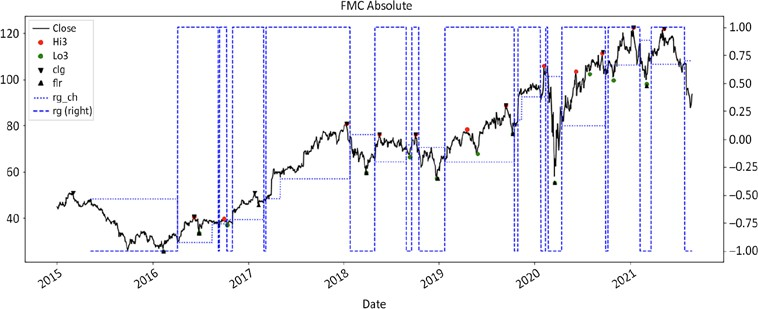 FMC Absolute
Close
Hi3
Lo3
clg
flr
rg_ch
rg (right)
120
100
80
60
40
1.00
0.75
0.50
0.25
0.00
−0.25
−0.50
−0.75
−1.00
2015 2016 2017 2018 2019 2020 2021
Date